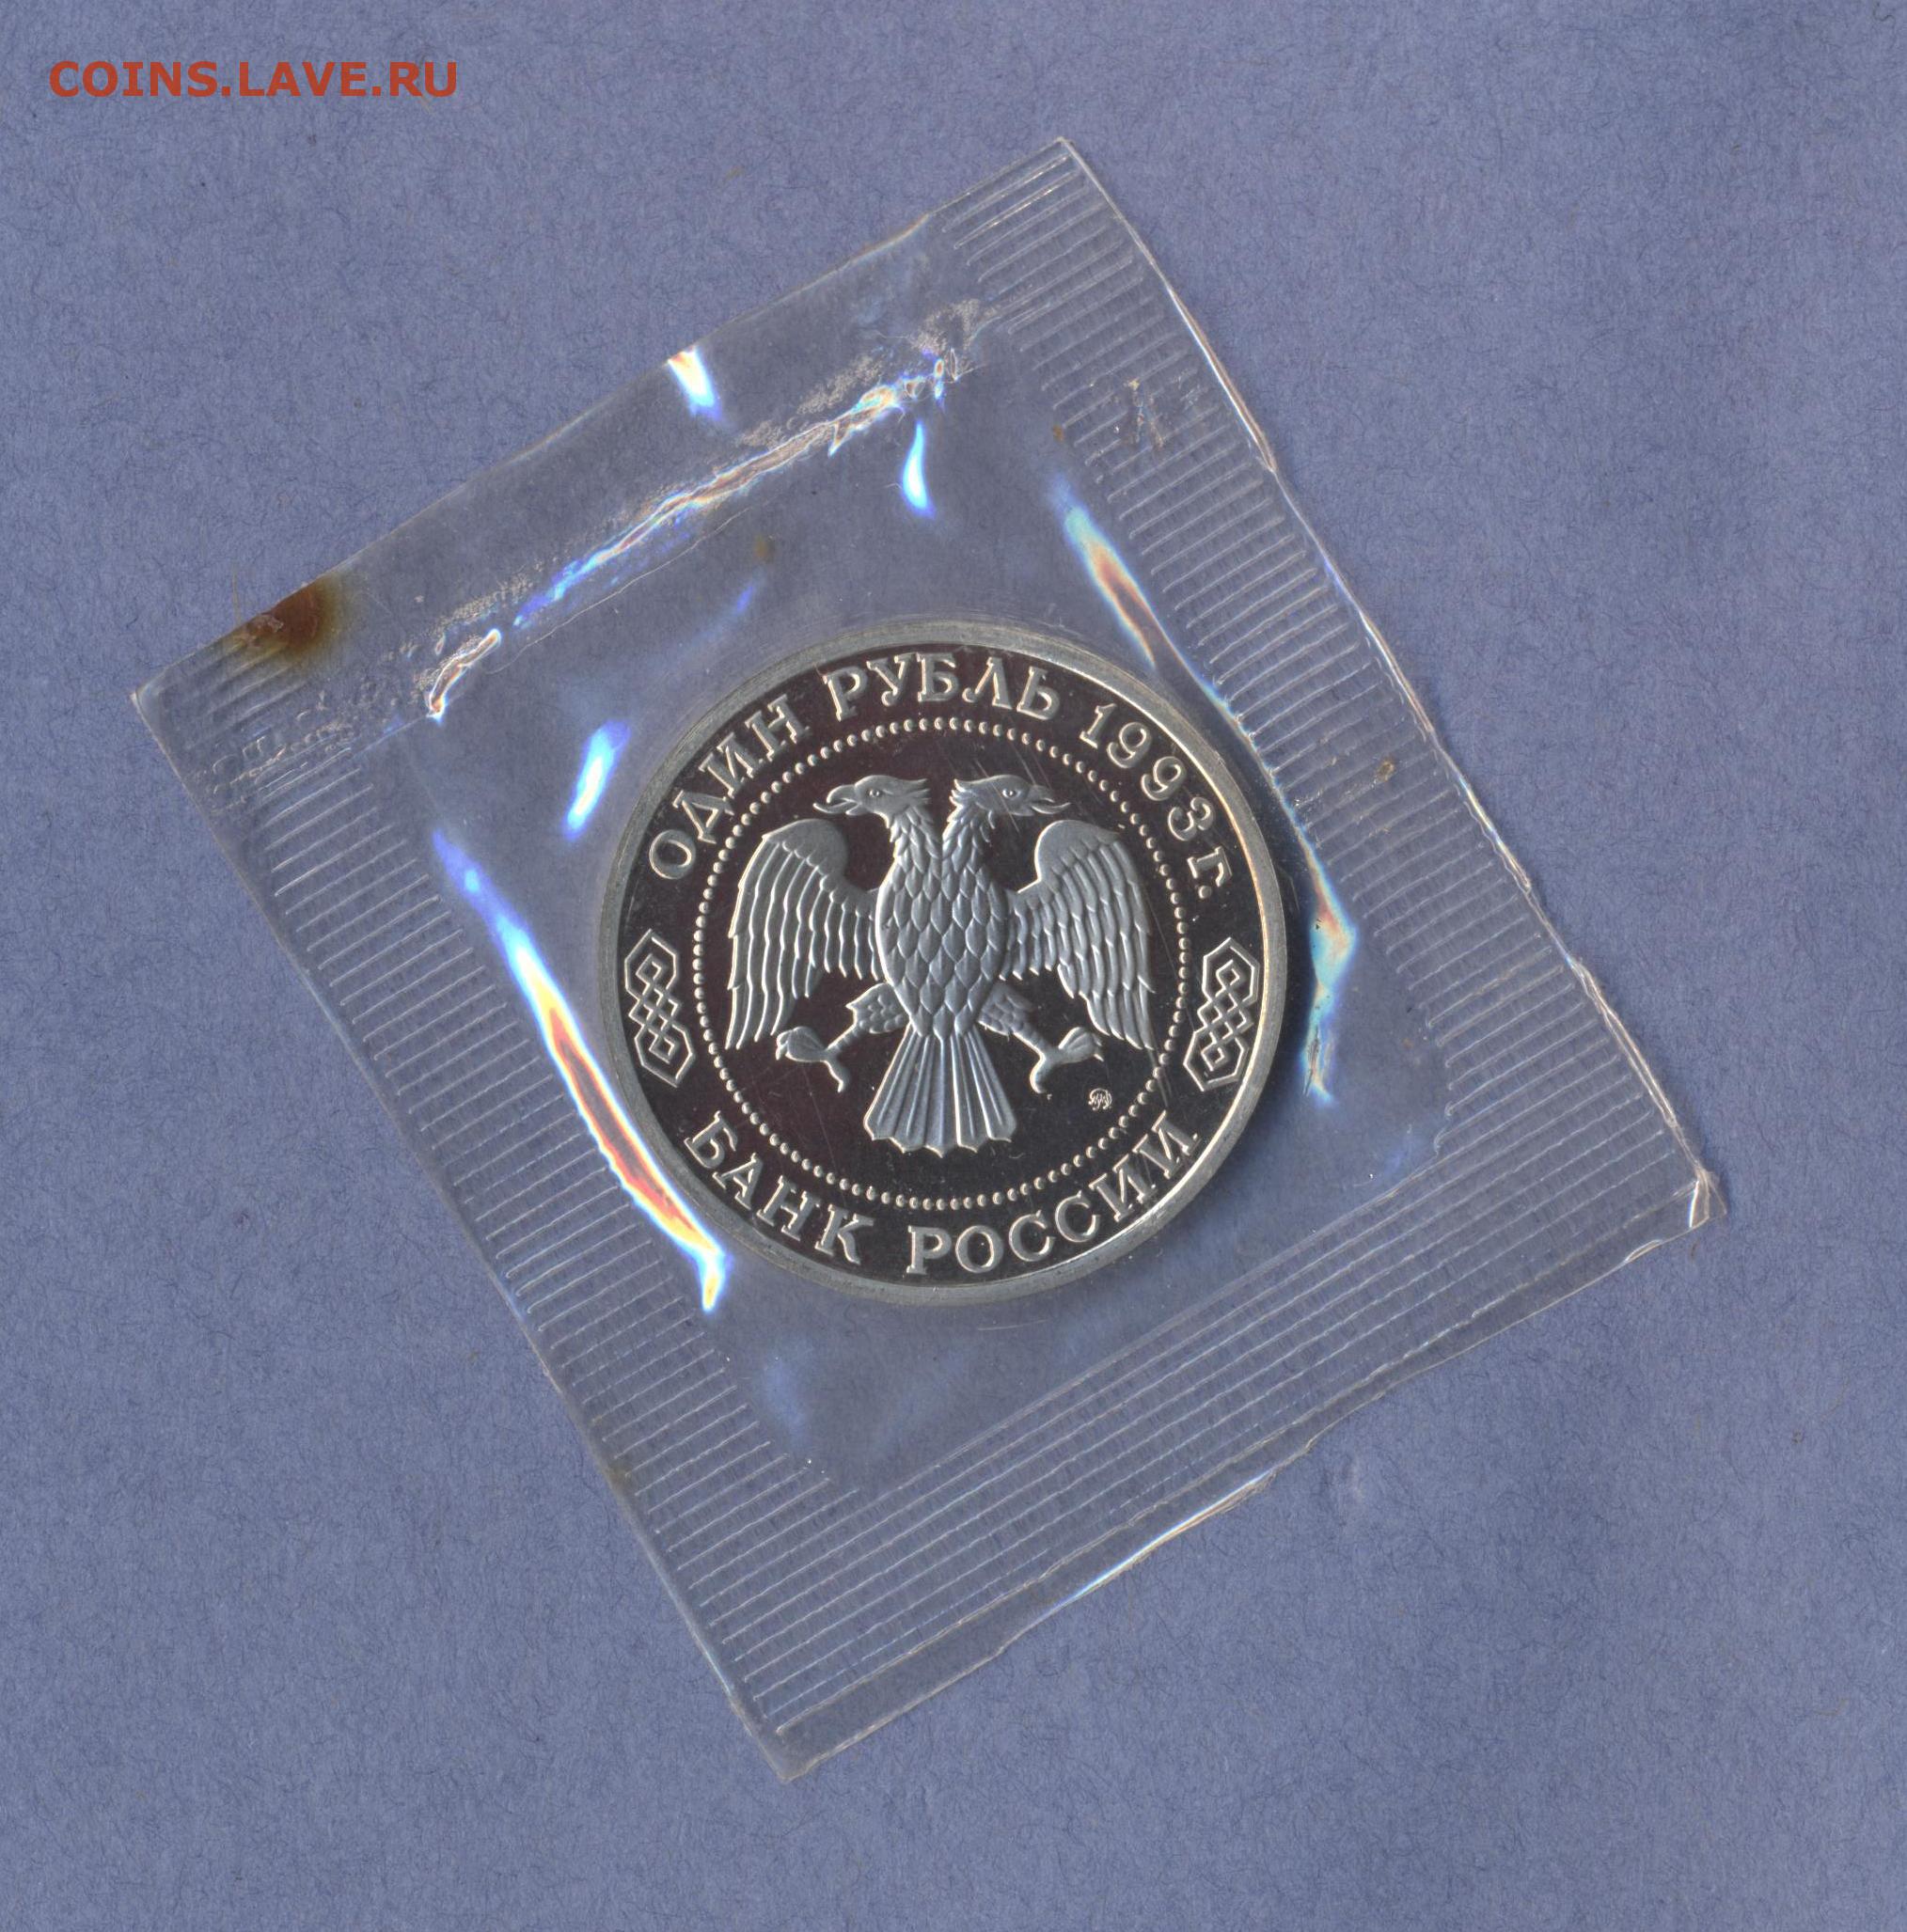 COINS.LAVE.RU
ОДИН РУБЛЬ 1993 г.
БАНК РОССИИ